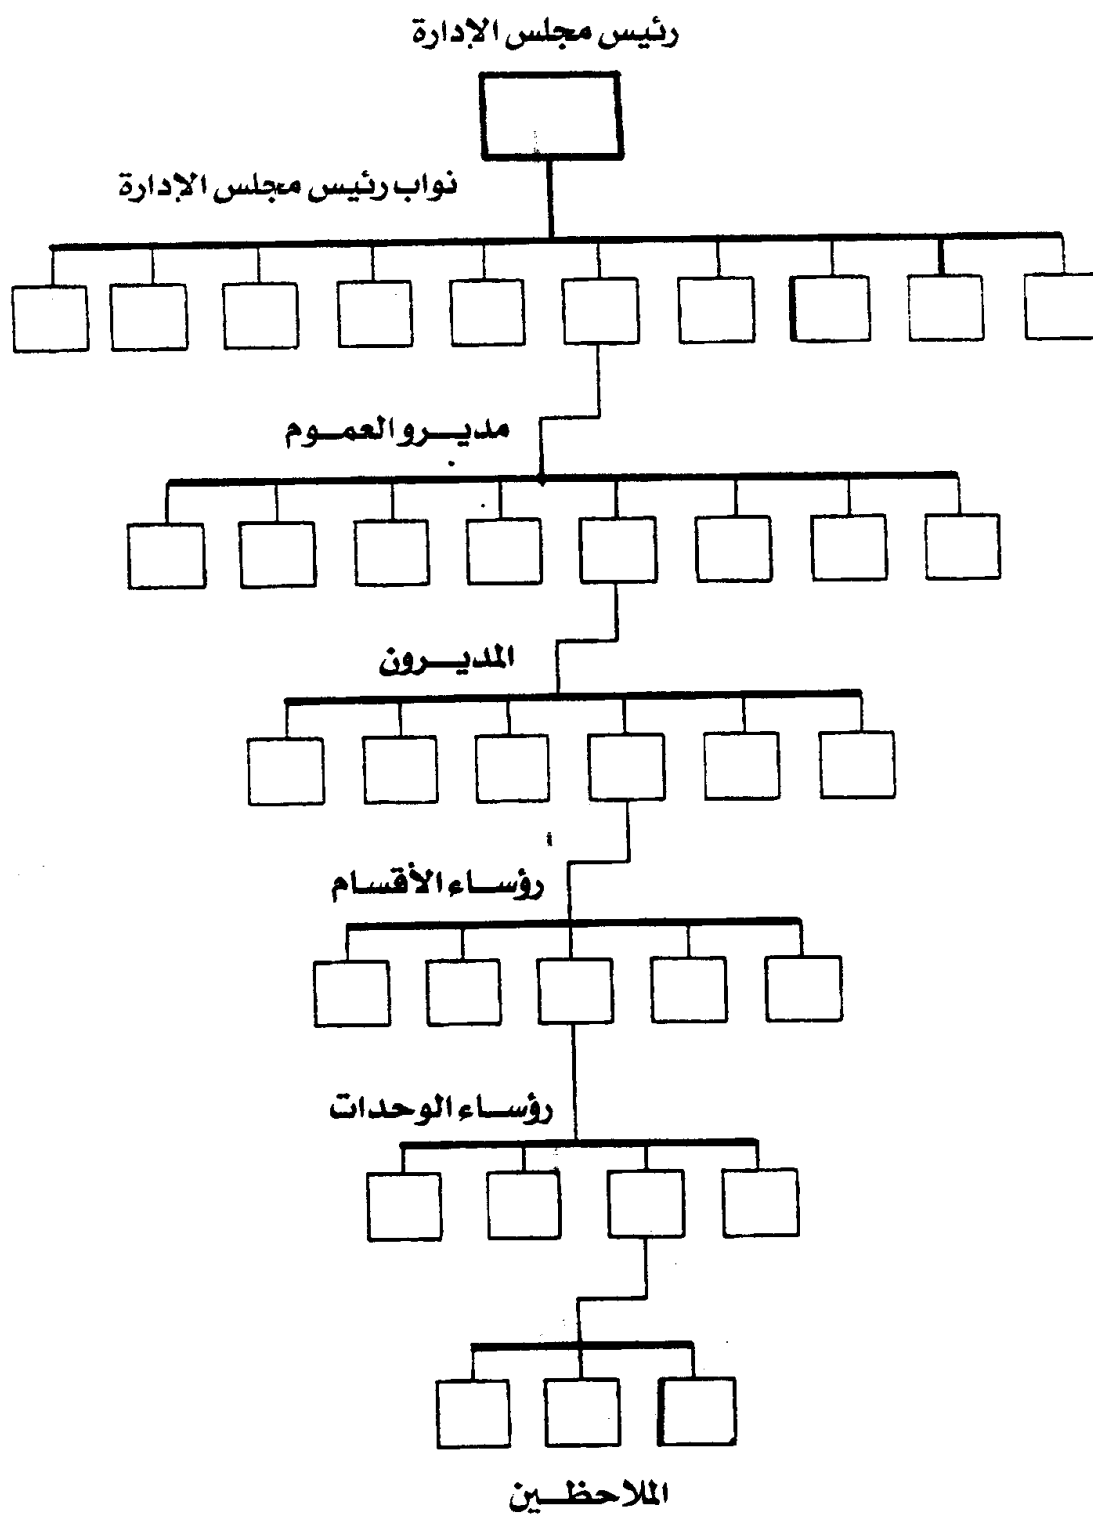 رئيس مجلس الإدارة
نواب رئيس مجلس الإدارة
مديرو العموم
المديرون
رؤساء الأقسام
رؤساء الوحدات
الملاحظين